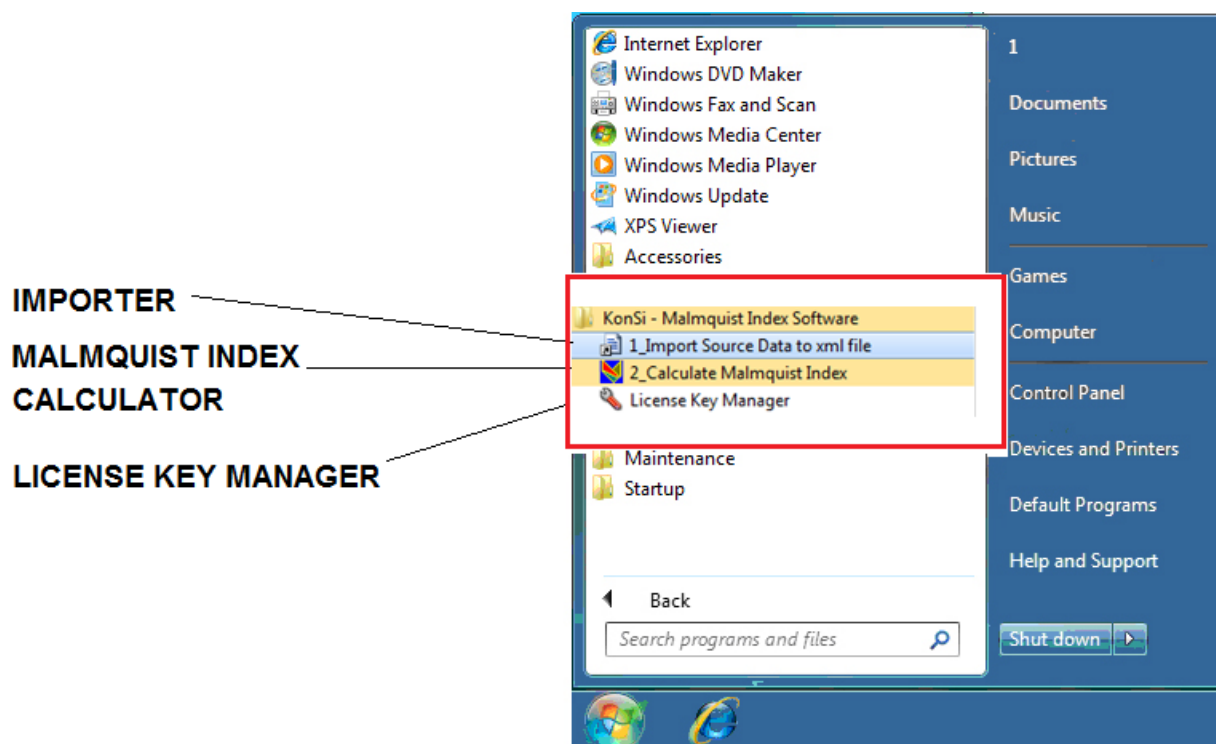 IMPORTER
MALMQUIST INDEX
CALCULATOR
LICENSE KEY MANAGER
Internet Explorer
Windows DVD Maker
Windows Fax and Scan
Windows Media Center
Windows Media Player
Windows Update
XPS Viewer
Accessories
KonSi - Malmquist Index Software
1_Import Source Data to xml file
2_Calculate Malmquist Index
License Key Manager
Maintenance
Startup
Back
Search programs and files
1
Documents
Pictures
Music
Games
Computer
Control Panel
Devices and Printers
Default Programs
Help and Support
Shut down